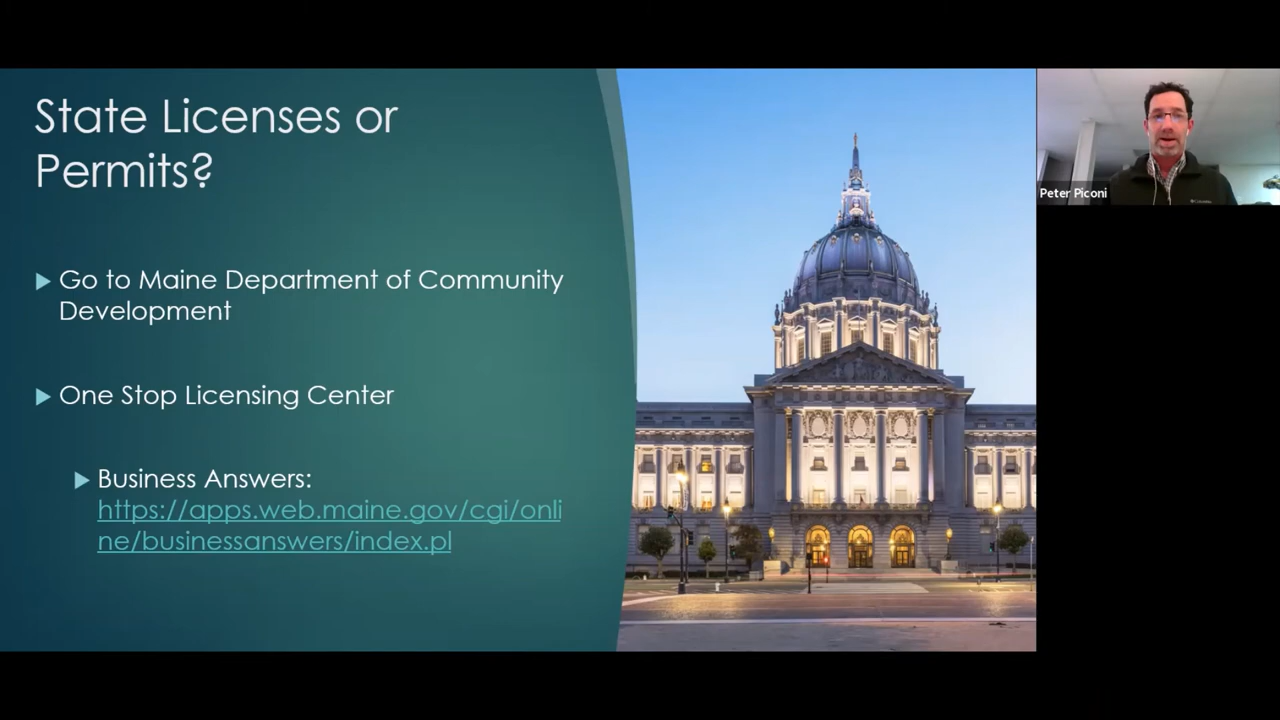 State Licenses or
Permits?
Go to Maine Department of Community
Development
One Stop Licensing Center
Business Answers:
https://apps.web.maine.gov/cgi/onli
ne/businessanswers/index.pl
Peter Piconi